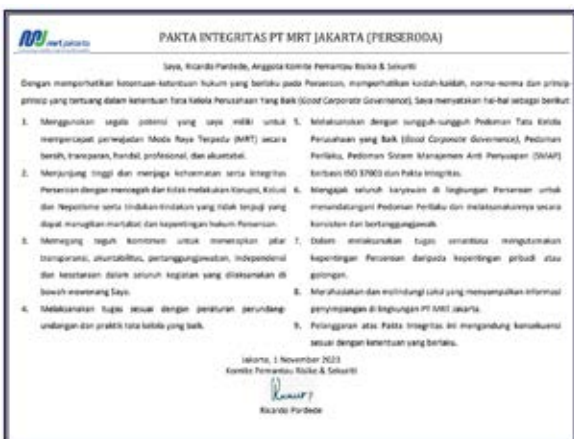 mrt jakarta
PAKTA INTEGRITAS PT MRT JAKARTA (PERSERODA)
Saya, Ricardo Pardede, Anggota Komite Pemantau Risiko & Sekuriti
Dengan memperhatikan ketentuan-ketentuan hukum yang berlaku pada Perseroan, memperhatikan kaidah-kaidah, norma-norma dan prinsip-
prinsip yang tertuang dalam ketentuan Tata Kelola Perusahaan Yang Baik (Good Corporate Governance), Saya menyatakan hal-hal sebagai berikut
1. Menggunakan segala potensi yang saya miliki untuk
mempercepat perwujudan Moda Raya Terpadu (MRT) secara
bersih, transparan, handal, profesional, dan akuntabel.
2. Menjunjung tinggi dan menjaga kehormatan serta integritas
Perseroan dengan mencegah dan tidak melakukan Korupsi, Kolusi
dan Nepotisme serta tindakan-tindakan yang tidak terpuji yang
dapat merugikan martabat dan kepentingan hukum Perseroan.
3. Memegang teguh komitmen untuk menerapkan pilar
transparansi, akuntabilitas, pertanggungjawaban, independensi
dan kesetaraan dalam seluruh kegiatan yang dilaksanakan di
bawah wewenang Saya.
4. Melaksanakan tugas sesuai dengan peraturan perundang-
undangan dan praktik tata kelola yang baik.
5. Melaksanakan dengan sungguh-sungguh Pedoman Tata Kelola
Perusahaan yang Baik (Good Corporate Governance), Pedoman
Perilaku, Pedoman Sistem Manajemen Anti Penyuapan (SMAP)
berbasis ISO 37001 dan Pakta Integritas.
6. Mengajak seluruh karyawan di lingkungan Perseroan untuk
menandatangani Pedoman Perilaku dan melaksanakannya secara
konsisten dan bertanggungjawab.
7. Dalam melaksanakan tugas senantiasa mengutamakan
kepentingan Perseroan daripada kepentingan pribadi atau
golongan.
8. Merahasiakan dan melindungi saksi yang menyampaikan informasi
penyimpangan di lingkungan PT MRT Jakarta.
9. Pelanggaran atas Pakta Integritas ini mengandung konsekuensi
sesuai dengan ketentuan yang berlaku.
Jakarta, 1 November 2023
Komite Pemantau Risiko & Sekuriti
Ricardo Pardede